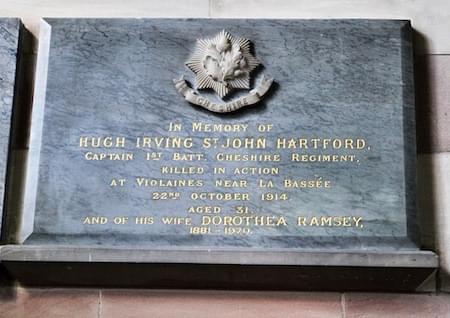 CHESHIRE
IN MEMORY OF
HUGH IRVING ST JOHN HARTFORD,
CAPTAIN 1ST BATT. CHESHIRE REGIMENT,
KILLED IN ACTION
AT VIOLAINES NEAR LA BASSÉE
22ND OCTOBER 1914.
AGED 31.
AND OF HIS WIFE DOROTHEA RAMSEY,
1881-1970.